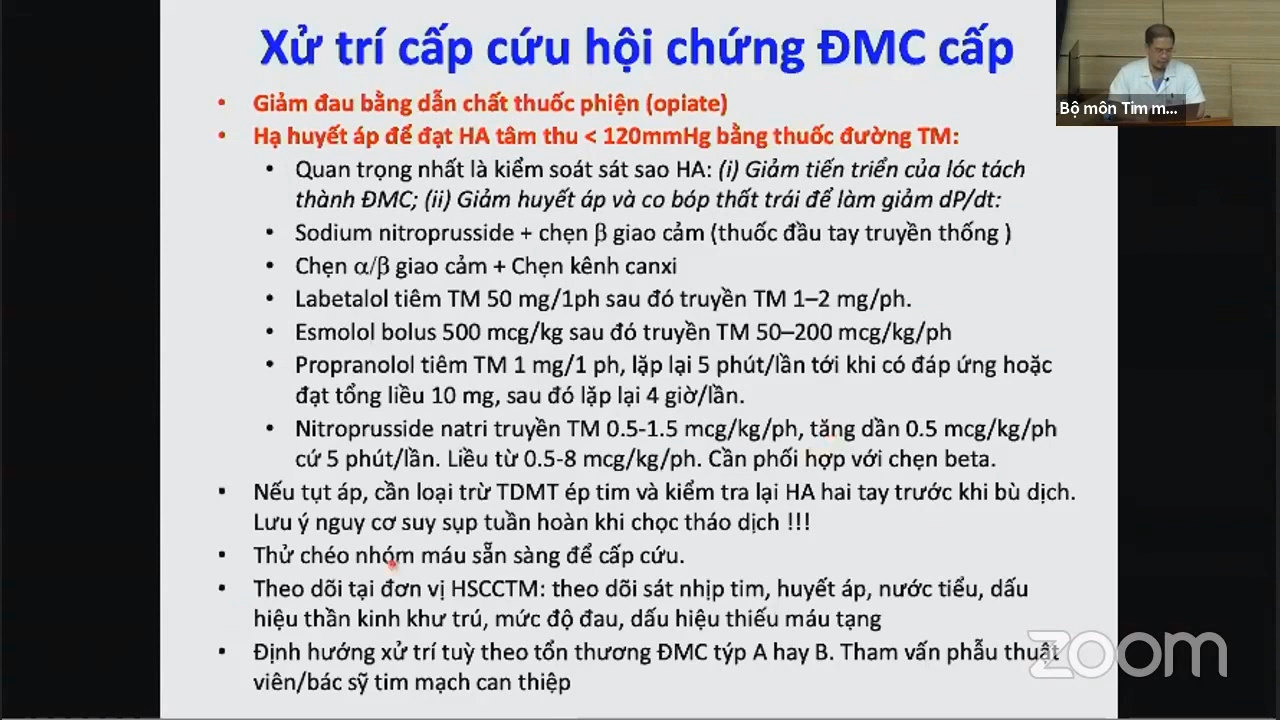 Xử trí cấp cứu hội chứng ĐMC cấp
• Giảm đau bằng dẫn chất thuốc phiện (opiate)
• Hạ huyết áp để đạt HA tâm thu < 120mmHg bằng thuốc đường TM:
• Quan trọng nhất là kiểm soát sát sao HA: (i) Giảm tiến triển của lóc tách
thành ĐMC; (ii) Giảm huyết áp và co bóp thất trái để làm giảm dP/dt:
• Sodium nitroprusside + chẹn β giao cảm (thuốc đầu tay truyền thống )
• Chẹn α/β giao cảm + Chẹn kênh canxi
• Labetalol tiêm TM 50 mg/1ph sau đó truyền TM 1–2 mg/ph.
• Esmolol bolus 500 mcg/kg sau đó truyền TM 50–200 mcg/kg/ph
• Propranolol tiêm TM 1 mg/1 ph, lặp lại 5 phút/lần tới khi có đáp ứng hoặc
đạt tổng liều 10 mg, sau đó lặp lại 4 giờ/lần.
• Nitroprusside natri truyền TM 0.5-1.5 mcg/kg/ph, tăng dần 0.5 mcg/kg/ph
cứ 5 phút/lần. Liều từ 0.5-8 mcg/kg/ph. Cần phối hợp với chẹn beta.
• Nếu tụt áp, cần loại trừ TDMT ép tim và kiểm tra lại HA hai tay trước khi bù dịch.
Lưu ý nguy cơ suy sụp tuần hoàn khi chọc tháo dịch !!!
• Thử chéo nhóm máu sẵn sàng để cấp cứu.
• Theo dõi tại đơn vị HSCCTM: theo dõi sát nhịp tim, huyết áp, nước tiểu, dấu
hiệu thần kinh khư trú, mức độ đau, dấu hiệu thiếu máu tạng
• Định hướng xử trí tuỳ theo tổn thương ĐMC týp A hay B. Tham vấn phẫu thuật
viên/bác sỹ tim mạch can thiệp
Bộ môn Tim m...
zoom